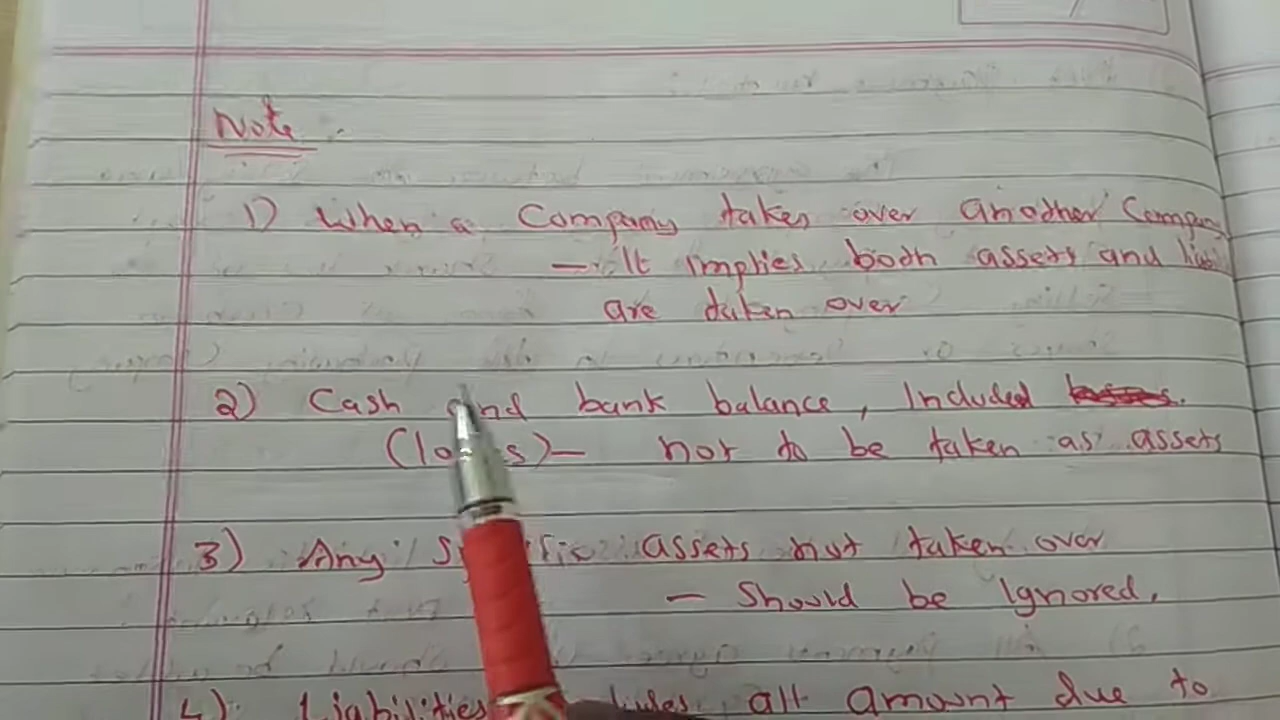 Note :
1) When a Company takes over another Company
— It implies both assets and
are taken over
2) Cash and bank balance, Included
— not to be taken as assets
3) Any assets not taken over
— Should be Ignored.
4) Liabilities all amount due to